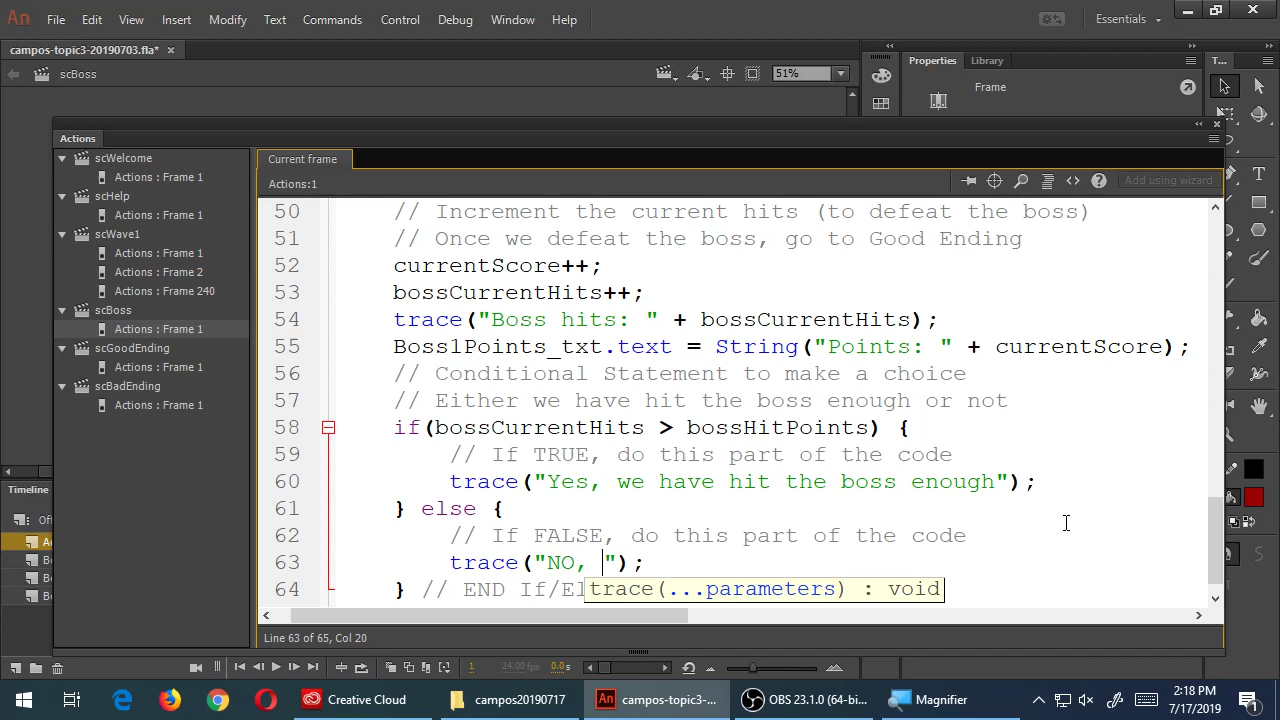 An File Edit View Insert Modify Text Commands Control Debug Window Help Essentials
campos-topic3-20190703.fla* ×
scBoss 51%
Properties Library T...
Frame
Actions
Current frame
Actions:1 Add using wizard
scWelcome
Actions : Frame 1
scHelp
Actions : Frame 1
scWave1
Actions : Frame 1
Actions : Frame 2
Actions : Frame 240
scBoss
Actions : Frame 1
scGoodEnding
Actions : Frame 1
scBadEnding
Actions : Frame 1
50 // Increment the current hits (to defeat the boss)
51 // Once we defeat the boss, go to Good Ending
52 currentScore++;
53 bossCurrentHits++;
54 trace("Boss hits: " + bossCurrentHits);
55 Boss1Points_txt.text = String("Points: " + currentScore);
56 // Conditional Statement to make a choice
57 // Either we have hit the boss enough or not
58 if(bossCurrentHits > bossHitPoints) {
59 // If TRUE, do this part of the code
60 trace("Yes, we have hit the boss enough");
61 } else {
62 // If FALSE, do this part of the code
63 trace("NO, ");
64 } // END If/El
trace(...parameters) : void
Line 63 of 65, Col 20
Timeline
1 24.00 fps 0.0 s
Creative Cloud campos20190717 campos-topic3-... OBS 23.1.0 (64-bi... Magnifier
2:18 PM
7/17/2019
1